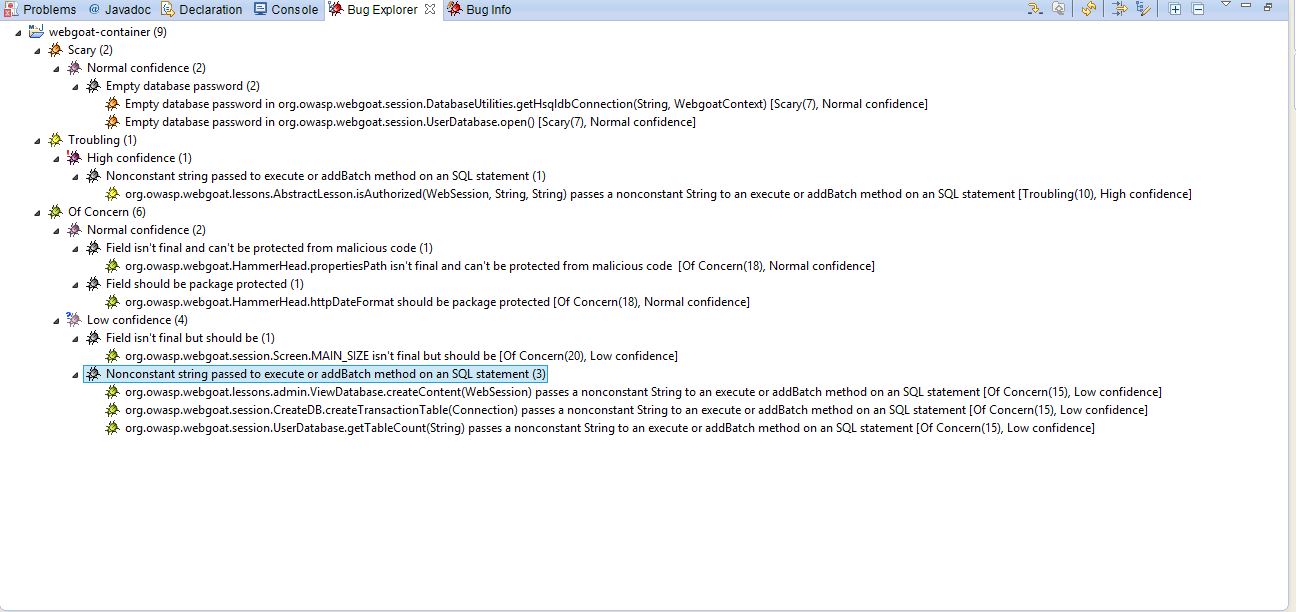 Problems @ Javadoc Declaration Console Bug Explorer Bug Info
webgoat-container (9)
Scary (2)
Normal confidence (2)
Empty database password (2)
Empty database password in org.owasp.webgoat.session.DatabaseUtilities.getHsqldbConnection(String, WebgoatContext) [Scary(7), Normal confidence]
Empty database password in org.owasp.webgoat.session.UserDatabase.open() [Scary(7), Normal confidence]
Troubling (1)
High confidence (1)
Nonconstant string passed to execute or addBatch method on an SQL statement (1)
org.owasp.webgoat.lessons.AbstractLesson.isAuthorized(WebSession, String, String) passes a nonconstant String to an execute or addBatch method on an SQL statement [Troubling(10), High confidence]
Of Concern (6)
Normal confidence (2)
Field isn't final and can't be protected from malicious code (1)
org.owasp.webgoat.HammerHead.propertiesPath isn't final and can't be protected from malicious code  [Of Concern(18), Normal confidence]
Field should be package protected (1)
org.owasp.webgoat.HammerHead.httpDateFormat should be package protected [Of Concern(18), Normal confidence]
Low confidence (4)
Field isn't final but should be (1)
org.owasp.webgoat.session.Screen.MAIN_SIZE isn't final but should be [Of Concern(20), Low confidence]
Nonconstant string passed to execute or addBatch method on an SQL statement (3)
org.owasp.webgoat.lessons.admin.ViewDatabase.createContent(WebSession) passes a nonconstant String to an execute or addBatch method on an SQL statement [Of Concern(15), Low confidence]
org.owasp.webgoat.session.CreateDB.createTransactionTable(Connection) passes a nonconstant String to an execute or addBatch method on an SQL statement [Of Concern(15), Low confidence]
org.owasp.webgoat.session.UserDatabase.getTableCount(String) passes a nonconstant String to an execute or addBatch method on an SQL statement [Of Concern(15), Low confidence]